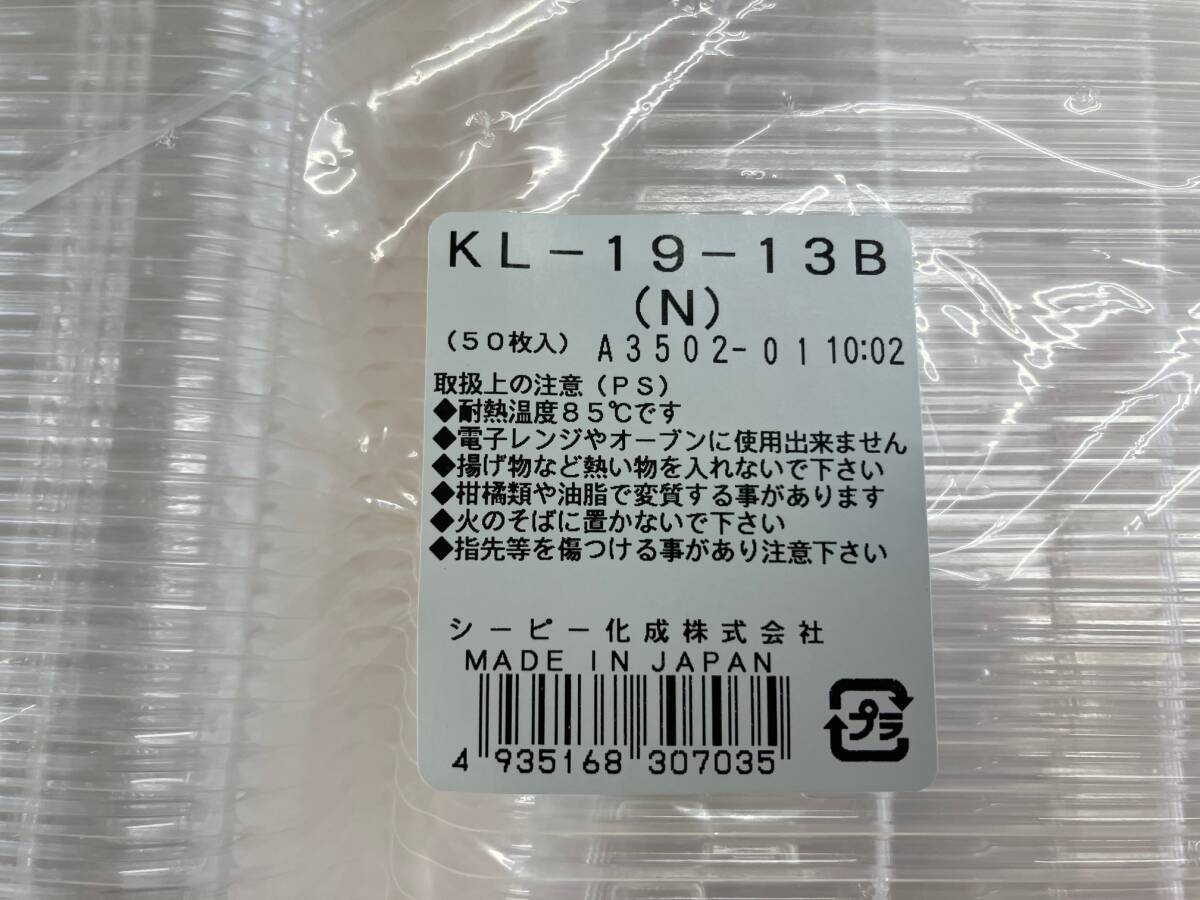 KL-19-13B
(N)
(50枚入) A3502-01 10:02
取扱上の注意(PS)
◆耐熱温度85℃です
◆電子レンジやオーブンに使用出来ません
◆揚げ物など熱い物を入れないで下さい
◆柑橘類や油脂で変質する事があります
◆火のそばに置かないで下さい
◆指先等を傷つける事があり注意下さい
シーピー化成株式会社
MADE IN JAPAN
4 935168 307035
プラ